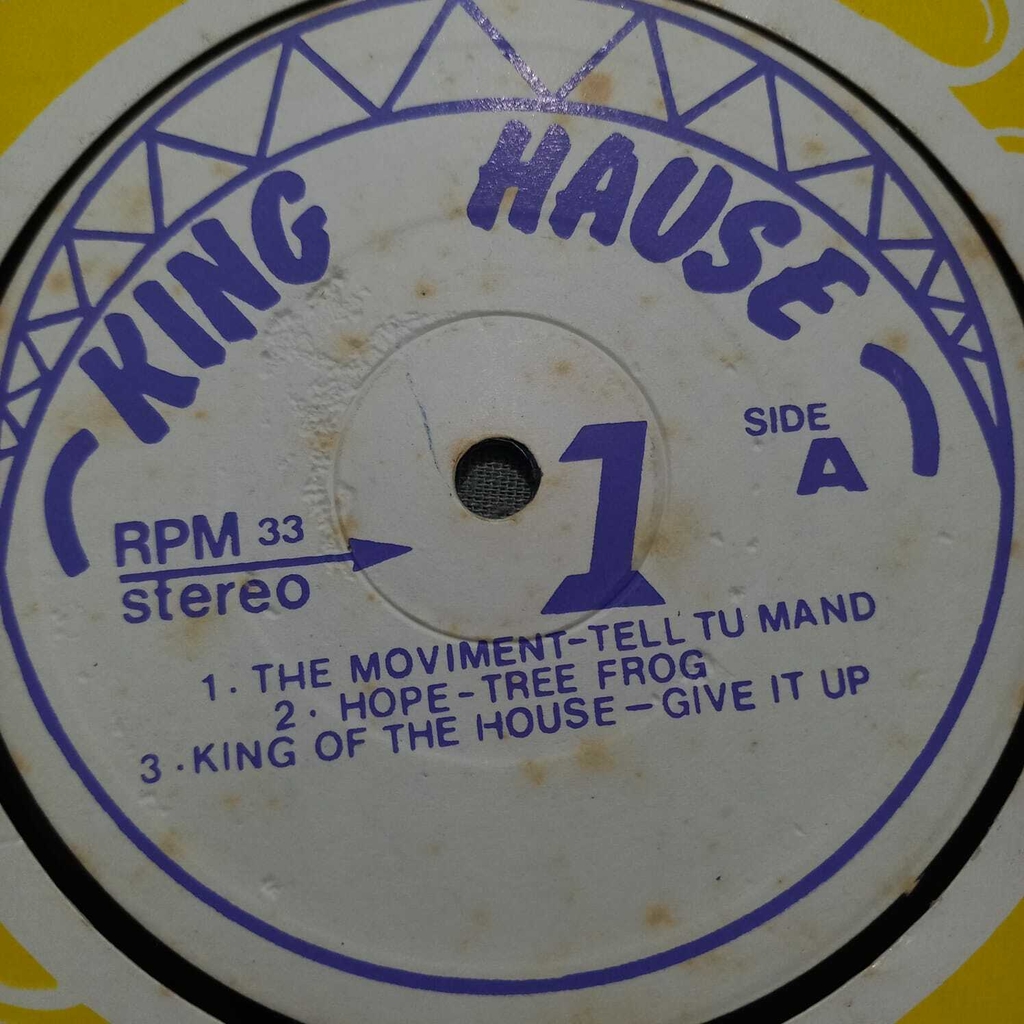 KING HAUSE
1
SIDE
A
RPM 33
stereo
1. THE MOVIMENT-TELL TU MAND
2. HOPE-TREE FROG
3. KING OF THE HOUSE-GIVE IT UP